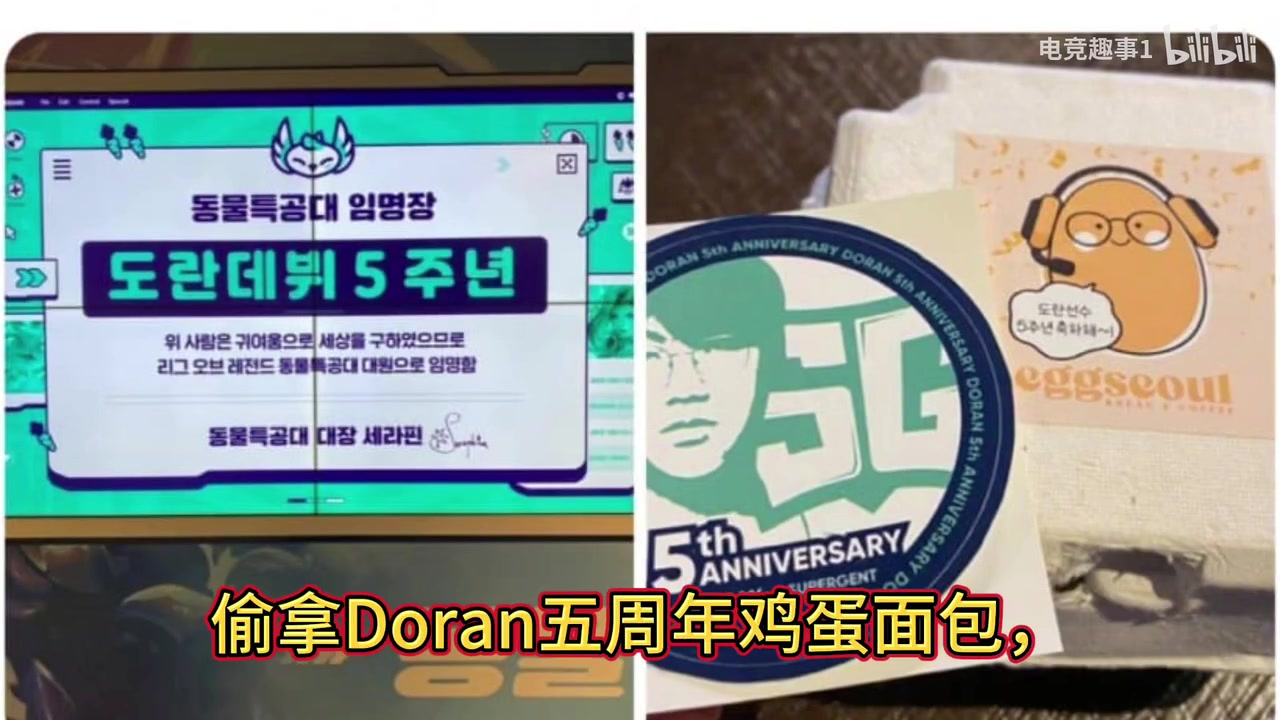 电竞趣事1 bilibili
동물특공대 임명장
도란데뷔 5 주년
위 사람은 귀여움으로 세상을 구하였으므로
리그 오브 레전드 동물특공대 대원으로 임명함
동물특공대 대장 세라핀
DORAN 5th ANNIVERSARY DORAN 5th ANNIVERSARY DORAN 5th ANNIVERSARY DORAN
5G
5th
ANNIVERSARY
SUPERGENT
도란선수
5주년 축하해~!
eggseoul
BREAD & COFFEE
偷拿Doran五周年鸡蛋面包，